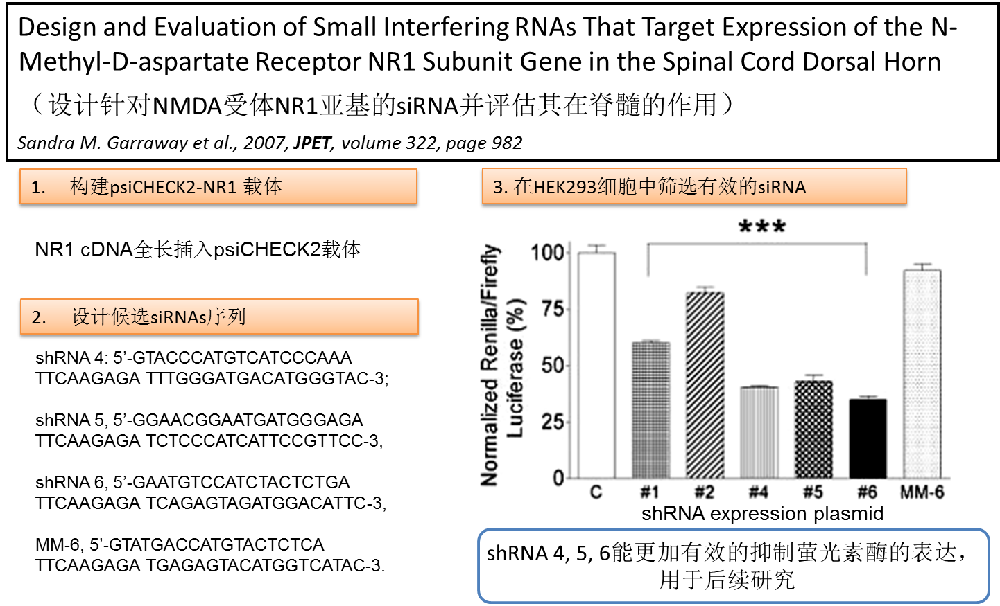 Design and Evaluation of Small Interfering RNAs That Target Expression of the N-
Methyl-D-aspartate Receptor NR1 Subunit Gene in the Spinal Cord Dorsal Horn
（设计针对NMDA受体NR1亚基的siRNA并评估其在脊髓的作用）
Sandra M. Garraway et al., 2007, JPET, volume 322, page 982
1. 构建psiCHECK2-NR1 载体
NR1 cDNA全长插入psiCHECK2载体
2. 设计候选siRNAs序列
shRNA 4: 5’-GTACCCATGTCATCCCAAA
TTCAAGAGA TTTGGGATGACATGGGTAC-3;
shRNA 5, 5’-GGAACGGAATGATGGGAGA
TTCAAGAGA TCTCCCATCATTCCGTTCC-3,
shRNA 6, 5’-GAATGTCCATCTACTCTGA
TTCAAGAGA TCAGAGTAGATGGACATTC-3,
MM-6, 5’-GTATGACCATGTACTCTCA
TTCAAGAGA TGAGAGTACATGGTCATAC-3.
3. 在HEK293细胞中筛选有效的siRNA
***
Normalized Renilla/Firefly
Luciferase (%)
100
75
50
25
0
C #1 #2 #4 #5 #6 MM-6
shRNA expression plasmid
shRNA 4, 5, 6能更加有效的抑制萤光素酶的表达，
用于后续研究